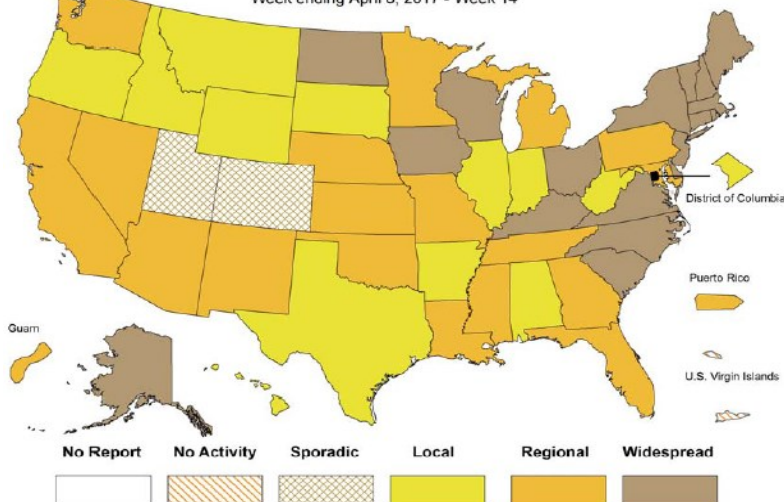 Week ending April 8, 2017 - Week 14
District of Columbia
Puerto Rico
Guam
U.S. Virgin Islands
No Report
No Activity
Sporadic
Local
Regional
Widespread